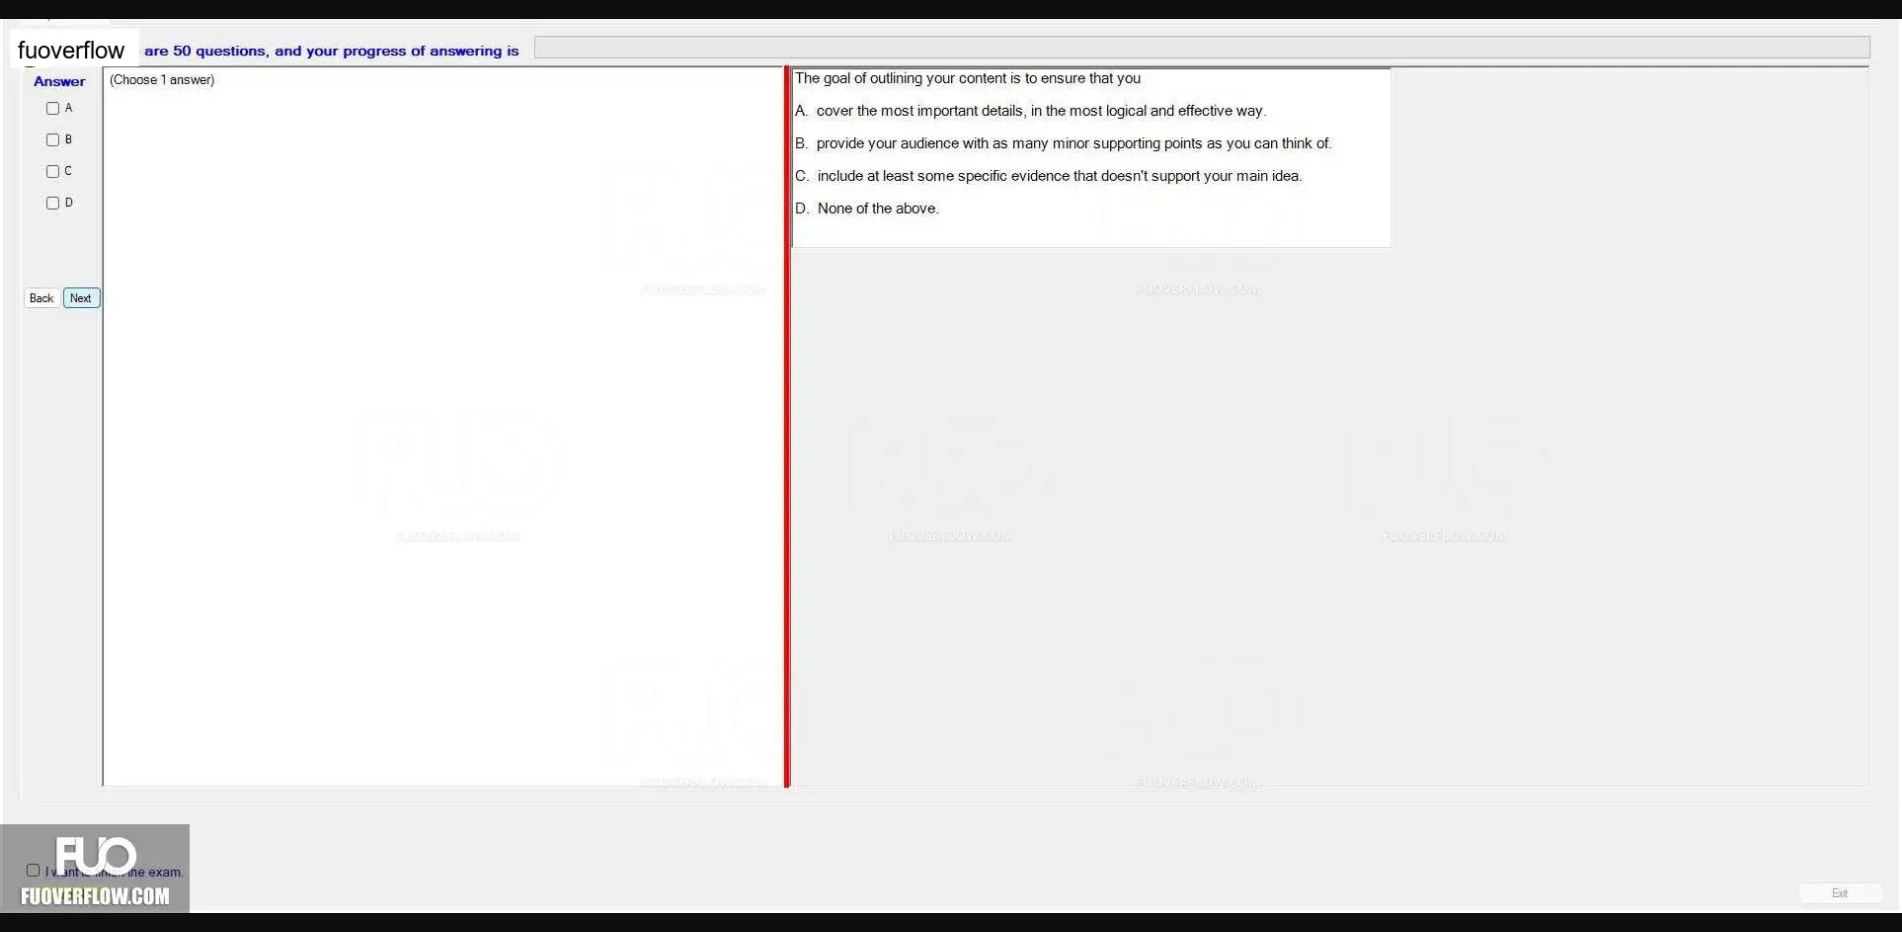 fuoverflow are 50 questions, and your progress of answering is
Answer
(Choose 1 answer)
A
B
C
D
Back Next
The goal of outlining your content is to ensure that you
A. cover the most important details, in the most logical and effective way.
B. provide your audience with as many minor supporting points as you can think of.
C. include at least some specific evidence that doesn't support your main idea.
D. None of the above.
FUOVERFLOW.COM FUOVERFLOW.COM
FUO
FUOVERFLOW.COM FUOVERFLOW.COM FUOVERFLOW.COM
FUOVERFLOW.COM FUOVERFLOW.COM
FUO
I want the exam.
FUOVERFLOW.COM
Exit